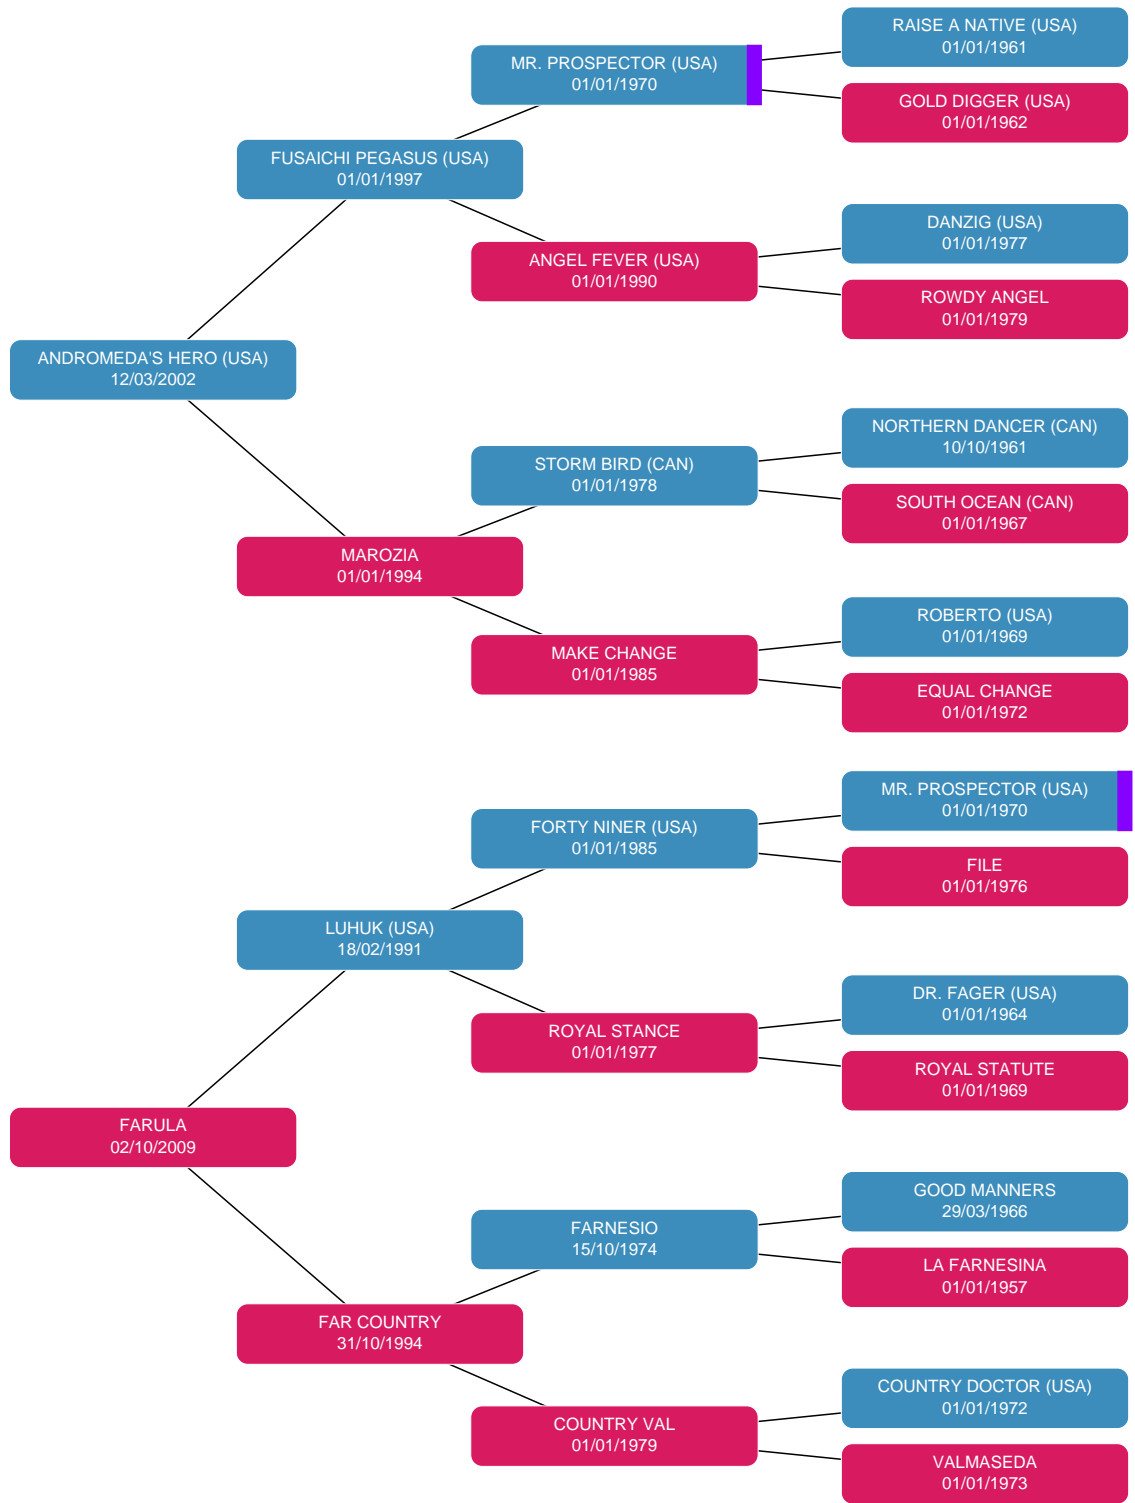 RAISE A NATIVE (USA)
01/01/1961
MR. PROSPECTOR (USA)
01/01/1970
GOLD DIGGER (USA)
01/01/1962
FUSAICHI PEGASUS (USA)
01/01/1997
DANZIG (USA)
01/01/1977
ANGEL FEVER (USA)
01/01/1990
ROWDY ANGEL
01/01/1979
ANDROMEDA'S HERO (USA)
12/03/2002
NORTHERN DANCER (CAN)
10/10/1961
STORM BIRD (CAN)
01/01/1978
SOUTH OCEAN (CAN)
01/01/1967
MAROZIA
01/01/1994
ROBERTO (USA)
01/01/1969
MAKE CHANGE
01/01/1985
EQUAL CHANGE
01/01/1972
MR. PROSPECTOR (USA)
01/01/1970
FORTY NINER (USA)
01/01/1985
FILE
01/01/1976
LUHUK (USA)
18/02/1991
DR. FAGER (USA)
01/01/1964
ROYAL STANCE
01/01/1977
ROYAL STATUTE
01/01/1969
FARULA
02/10/2009
GOOD MANNERS
29/03/1966
FARNESIO
15/10/1974
LA FARNESINA
01/01/1957
FAR COUNTRY
31/10/1994
COUNTRY DOCTOR (USA)
01/01/1972
COUNTRY VAL
01/01/1979
VALMASEDA
01/01/1973